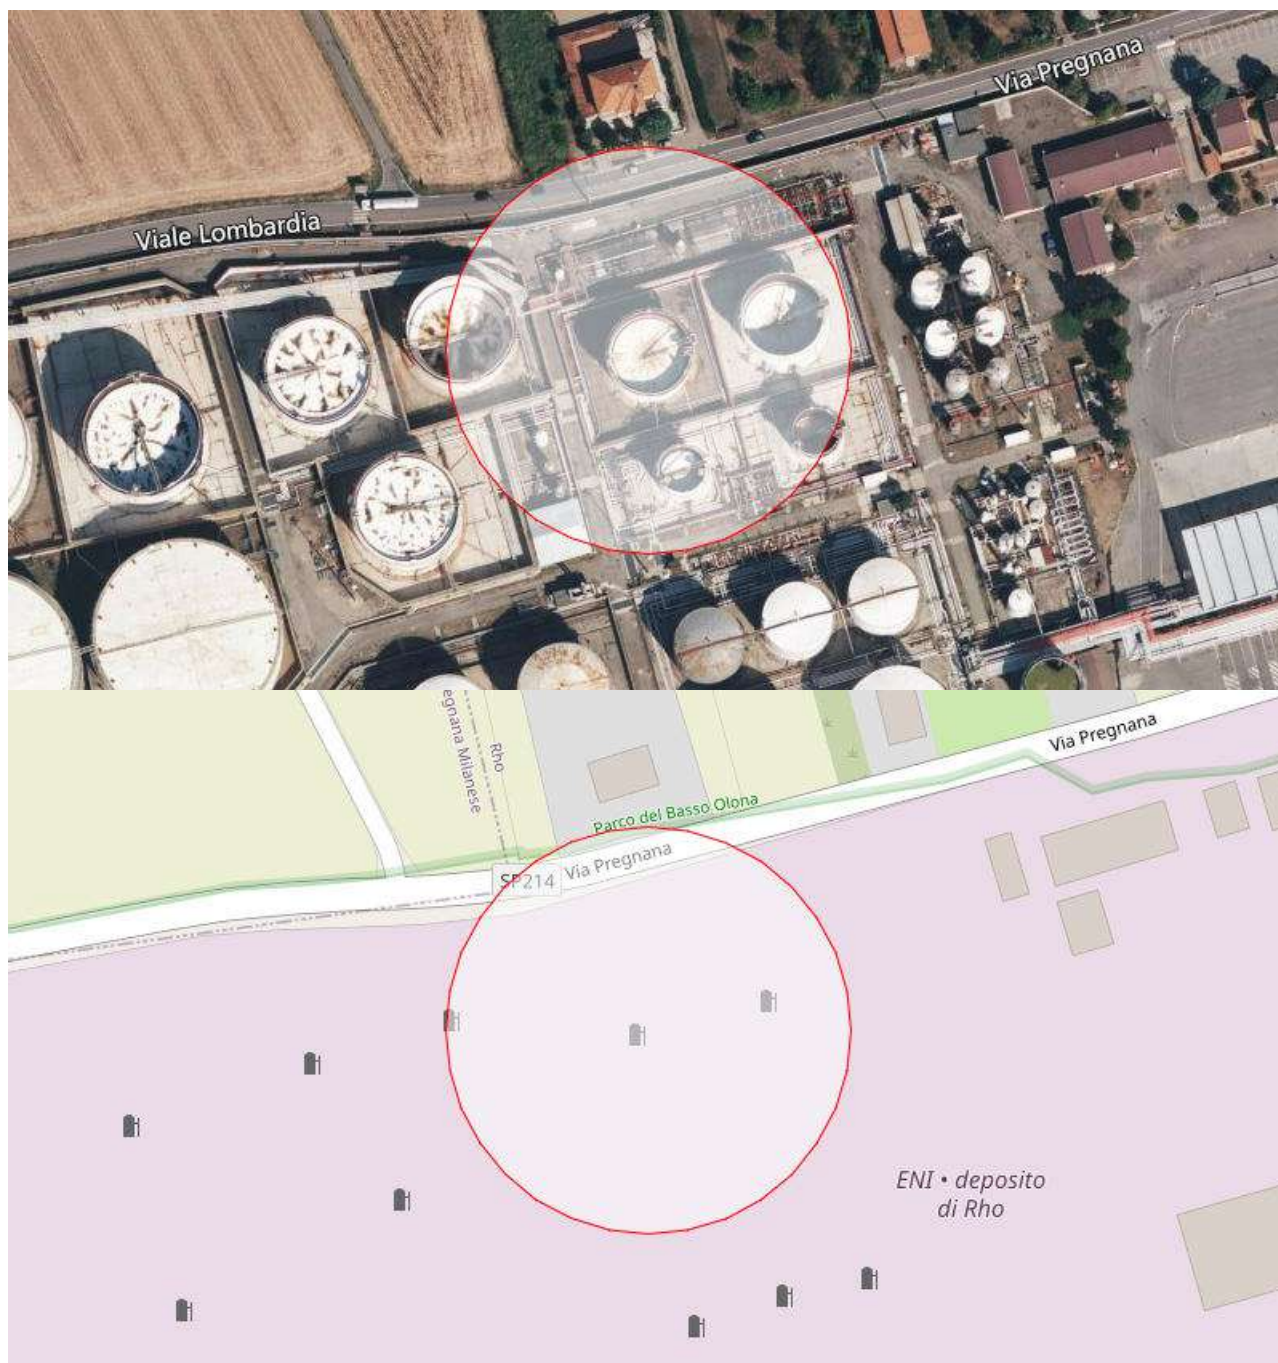 Via Pregnana
Viale Lombardia
egnana Milanese
Rho
Via Pregnana
Parco del Basso Olona
Via Pregnana
SP214
ENI • deposito
di Rho